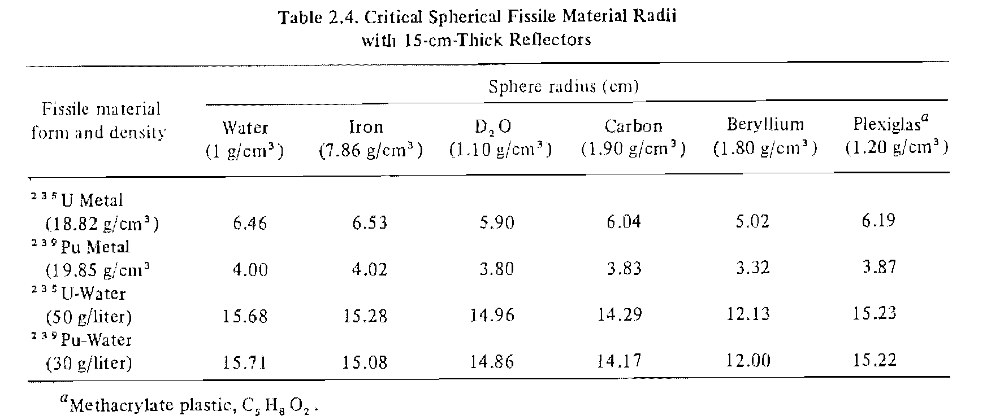 Table 2.4. Critical Spherical Fissile Material Radii
with 15-cm-Thick Reflectors
Sphere radius (cm)
Fissile material
form and density
Water Iron D₂O Carbon Beryllium Plexiglasᵃ
(1 g/cm³) (7.86 g/cm³) (1.10 g/cm³) (1.90 g/cm³) (1.80 g/cm³) (1.20 g/cm³)
²³⁵U Metal
(18.82 g/cm³) 6.46 6.53 5.90 6.04 5.02 6.19
²³⁹Pu Metal
(19.85 g/cm³ 4.00 4.02 3.80 3.83 3.32 3.87
²³⁵U-Water
(50 g/liter) 15.68 15.28 14.96 14.29 12.13 15.23
²³⁹Pu-Water
(30 g/liter) 15.71 15.08 14.86 14.17 12.00 15.22
ᵃMethacrylate plastic, C₅H₈O₂.